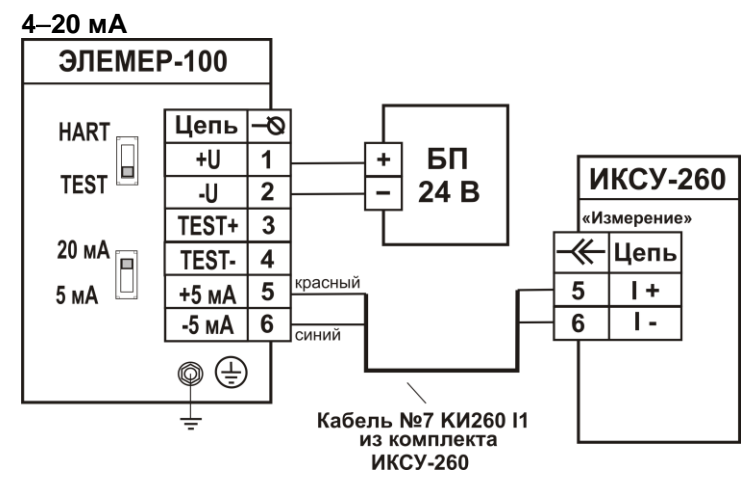 4–20 мА
ЭЛЕМЕР-100
HART
TEST
20 мА
5 мА
Цепь
+U 1
-U 2
TEST+ 3
TEST- 4
+5 мА 5
-5 мА 6
+
–
БП
24 В
красный
синий
ИКСУ-260
«Измерение»
Цепь
5 I +
6 I -
Кабель №7 КИ260 I1
из комплекта
ИКСУ-260